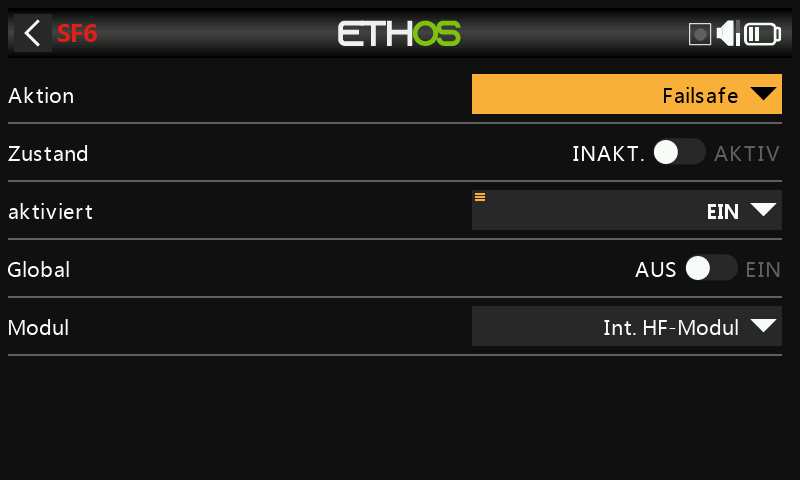 SF6 ETHOS
Aktion Failsafe
Zustand INAKT. AKTIV
aktiviert EIN
Global AUS EIN
Modul Int. HF-Modul